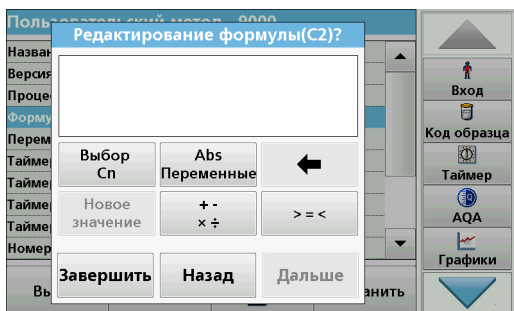 Пользовательский метод 9000
Редактирование формулы(C2)?
Назван
Версия
Проце
Форму
Перем
Таймер
Таймер
Таймер
Таймер
Номер
Выбор
Cn
Abs
Переменные
Новое
значение
+ -
× ÷
> = <
Завершить
Назад
Дальше
Вы
анить
Вход
Код образца
Таймер
AQA
Графики